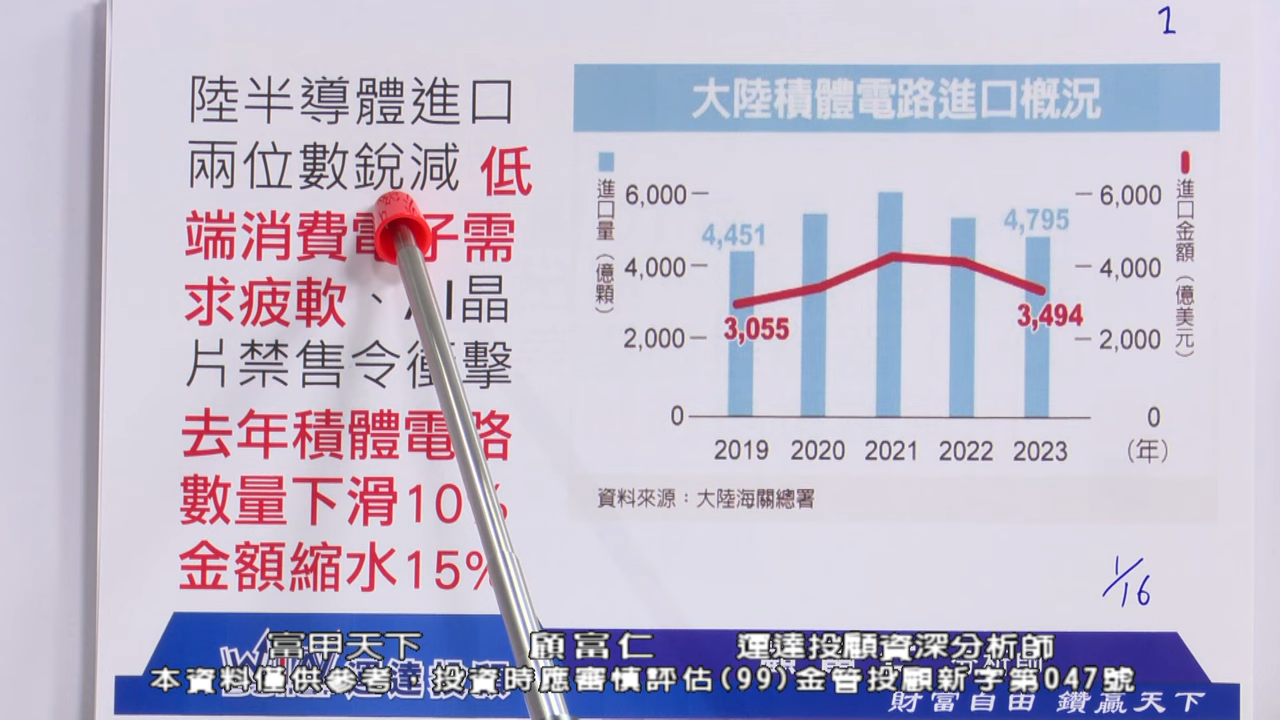 1
陸半導體進口
兩位數銳減 低
端消費電子需
求疲軟、AI晶
片禁售令衝擊
去年積體電路
數量下滑10%
金額縮水15%
大陸積體電路進口概況
進口量(億顆)
進口金額(億美元)
6,000
4,000
2,000
0
6,000
4,000
2,000
0
4,451
4,795
3,055
3,494
2019 2020 2021 2022 2023 (年)
資料來源:大陸海關總署
1/16
富甲天下 顧富仁 運達投顧資深分析師
本資料僅供參考,投資時應審慎評估(99)金管投顧新字第047號
財富自由 鑽贏天下